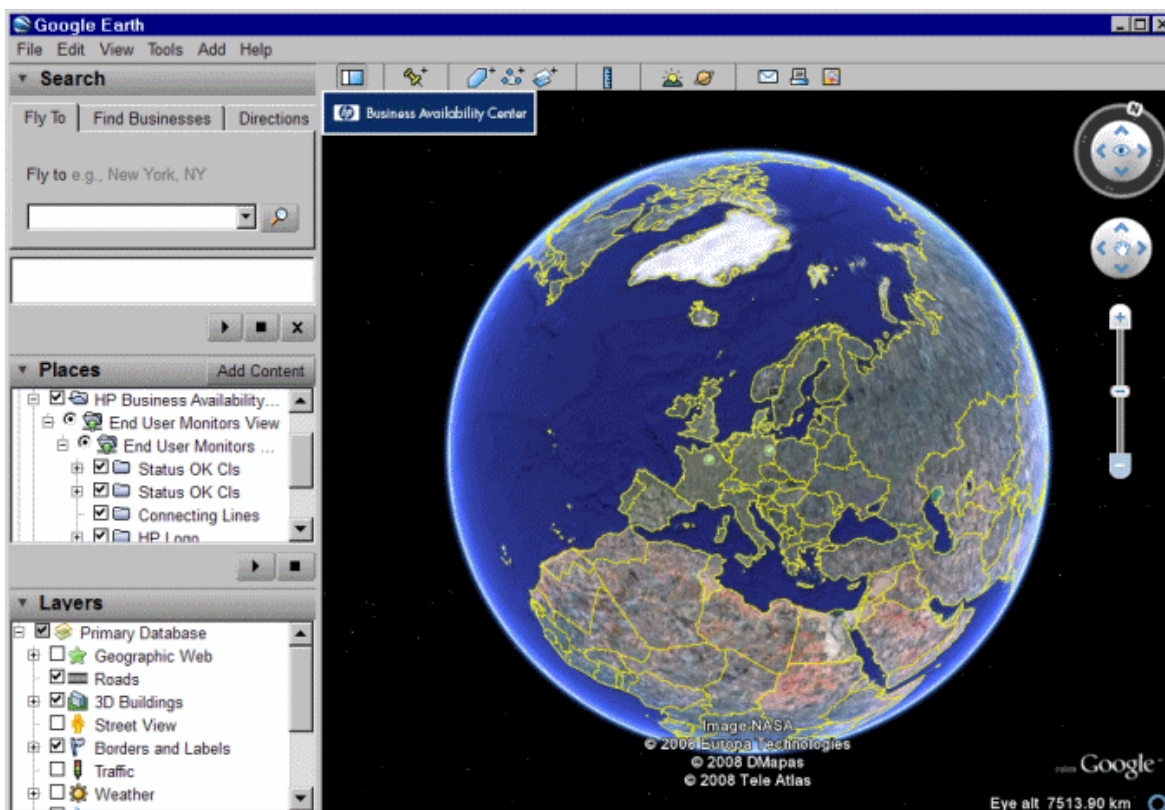 Google Earth
File Edit View Tools Add Help
Search
Fly To Find Businesses Directions
Fly to e.g., New York, NY
Places Add Content
HP Business Availability...
End User Monitors View
End User Monitors ...
Status OK CIs
Status OK CIs
Connecting Lines
HP Logo
Layers
Primary Database
Geographic Web
Roads
3D Buildings
Street View
Borders and Labels
Traffic
Weather
hp Business Availability Center
N
Image NASA
© 2008 Europa Technologies
© 2008 DMapas
© 2008 Tele Atlas
Google
Eye alt 7513.90 km